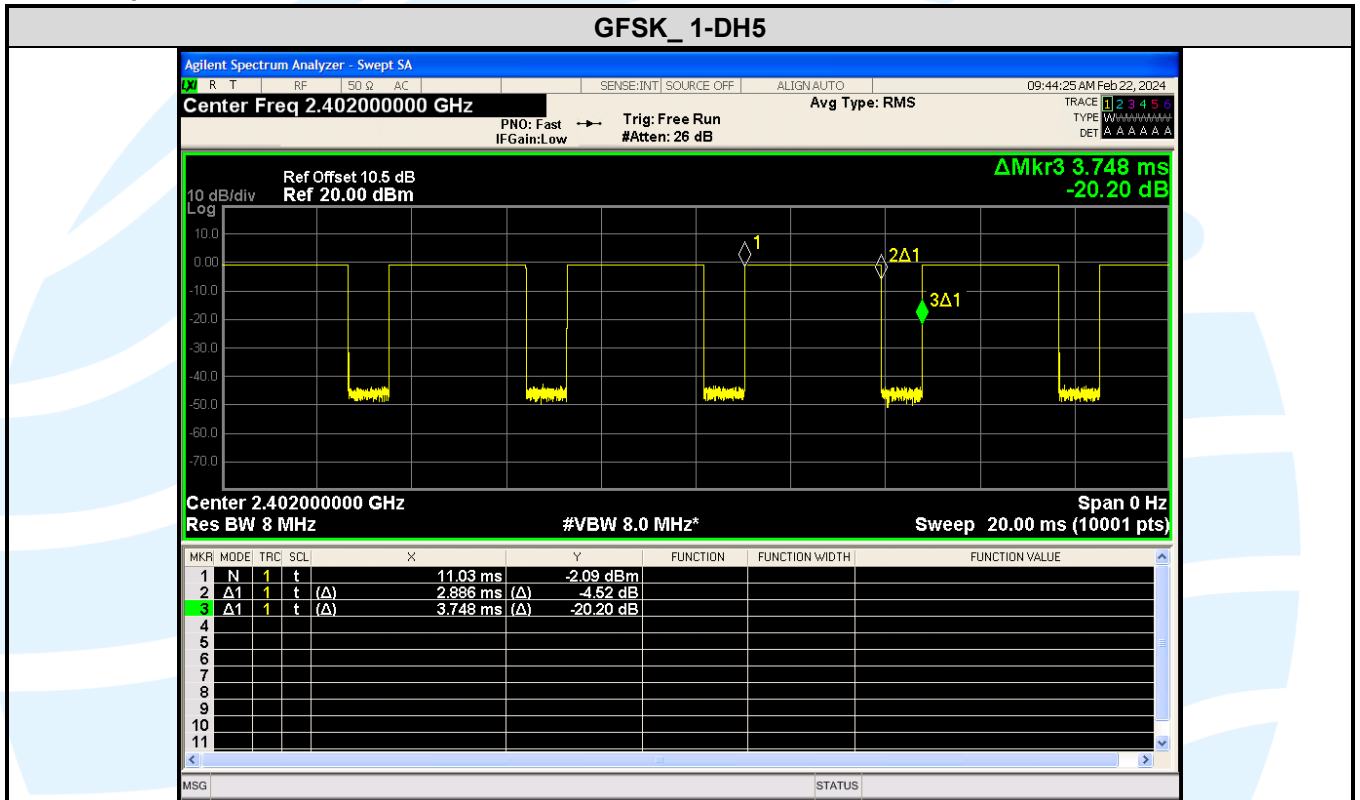 GFSK_ 1-DH5
Agilent Spectrum Analyzer - Swept SA
LXI R T RF 50 Ω AC SENSE:INT SOURCE OFF ALIGN AUTO 09:44:25 AM Feb 22, 2024
Center Freq 2.402000000 GHz Avg Type: RMS TRACE 1 2 3 4 5 6
PNO: Fast Trig: Free Run TYPE WWWWWW
IFGain:Low #Atten: 26 dB DET A A A A A A
ΔMkr3 3.748 ms
-20.20 dB
Ref Offset 10.5 dB
10 dB/div Ref 20.00 dBm
Log
10.0
0.00
-10.0
-20.0
-30.0
-40.0
-50.0
-60.0
-70.0
1
2Δ1
3Δ1
Center 2.402000000 GHz Span 0 Hz
Res BW 8 MHz #VBW 8.0 MHz* Sweep 20.00 ms (10001 pts)
MKR MODE TRC SCL X Y FUNCTION FUNCTION WIDTH FUNCTION VALUE
1 N 1 t 11.03 ms -2.09 dBm
2 Δ1 1 t (Δ) 2.886 ms (Δ) -4.52 dB
3 Δ1 1 t (Δ) 3.748 ms (Δ) -20.20 dB
4
5
6
7
8
9
10
11
MSG STATUS